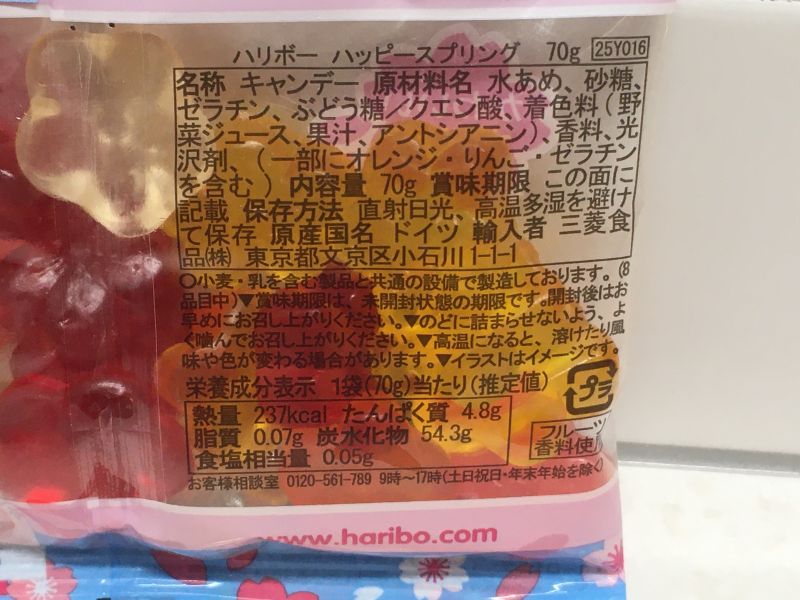 ハリボー ハッピースプリング 70g 25Y016
名称 キャンデー 原材料名 水あめ、砂糖、
ゼラチン、ぶどう糖／クエン酸、着色料（野
菜ジュース、果汁、アントシアニン）、香料、光
沢剤、（一部にオレンジ・りんご・ゼラチン
を含む）内容量 70g 賞味期限 この面に
記載 保存方法 直射日光、高温多湿を避け
て保存 原産国名 ドイツ 輸入者 三菱食
品㈱ 東京都文京区小石川1-1-1
〇小麦・乳を含む製品と共通の設備で製造しております。(8
品目中)▼賞味期限は、未開封状態の期限です。開封後はお
早めにお召し上がりください。▼のどに詰まらせないよう、よ
く噛んでお召し上がりください。▼高温になると、溶けたり風
味や色が変わる場合があります。▼イラストはイメージです。
栄養成分表示 1袋(70g)当たり(推定値)
熱量 237kcal たんぱく質 4.8g
脂質 0.07g 炭水化物 54.3g
食塩相当量 0.05g
プラ
フルーツ
香料使用
お客様相談室 0120-561-789 9時～17時(土日祝日・年末年始を除く)
www.haribo.com